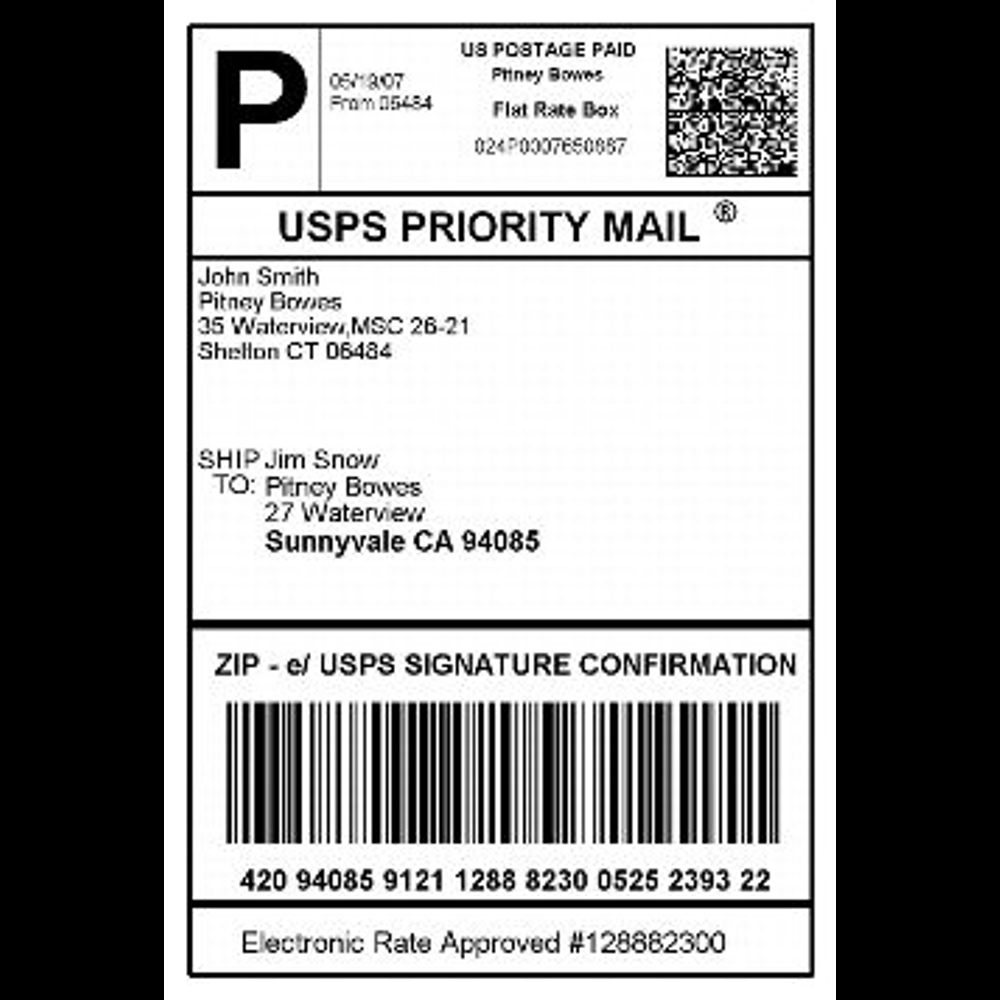 P
05/19/07
From 06484
US POSTAGE PAID
Pitney Bowes
Flat Rate Box
024P0007650887
USPS PRIORITY MAIL ®
John Smith
Pitney Bowes
35 Waterview,MSC 26-21
Shelton CT 06484
SHIP Jim Snow
TO: Pitney Bowes
27 Waterview
Sunnyvale CA 94085
ZIP - e/ USPS SIGNATURE CONFIRMATION
420 94085 9121 1288 8230 0525 2393 22
Electronic Rate Approved #128882300